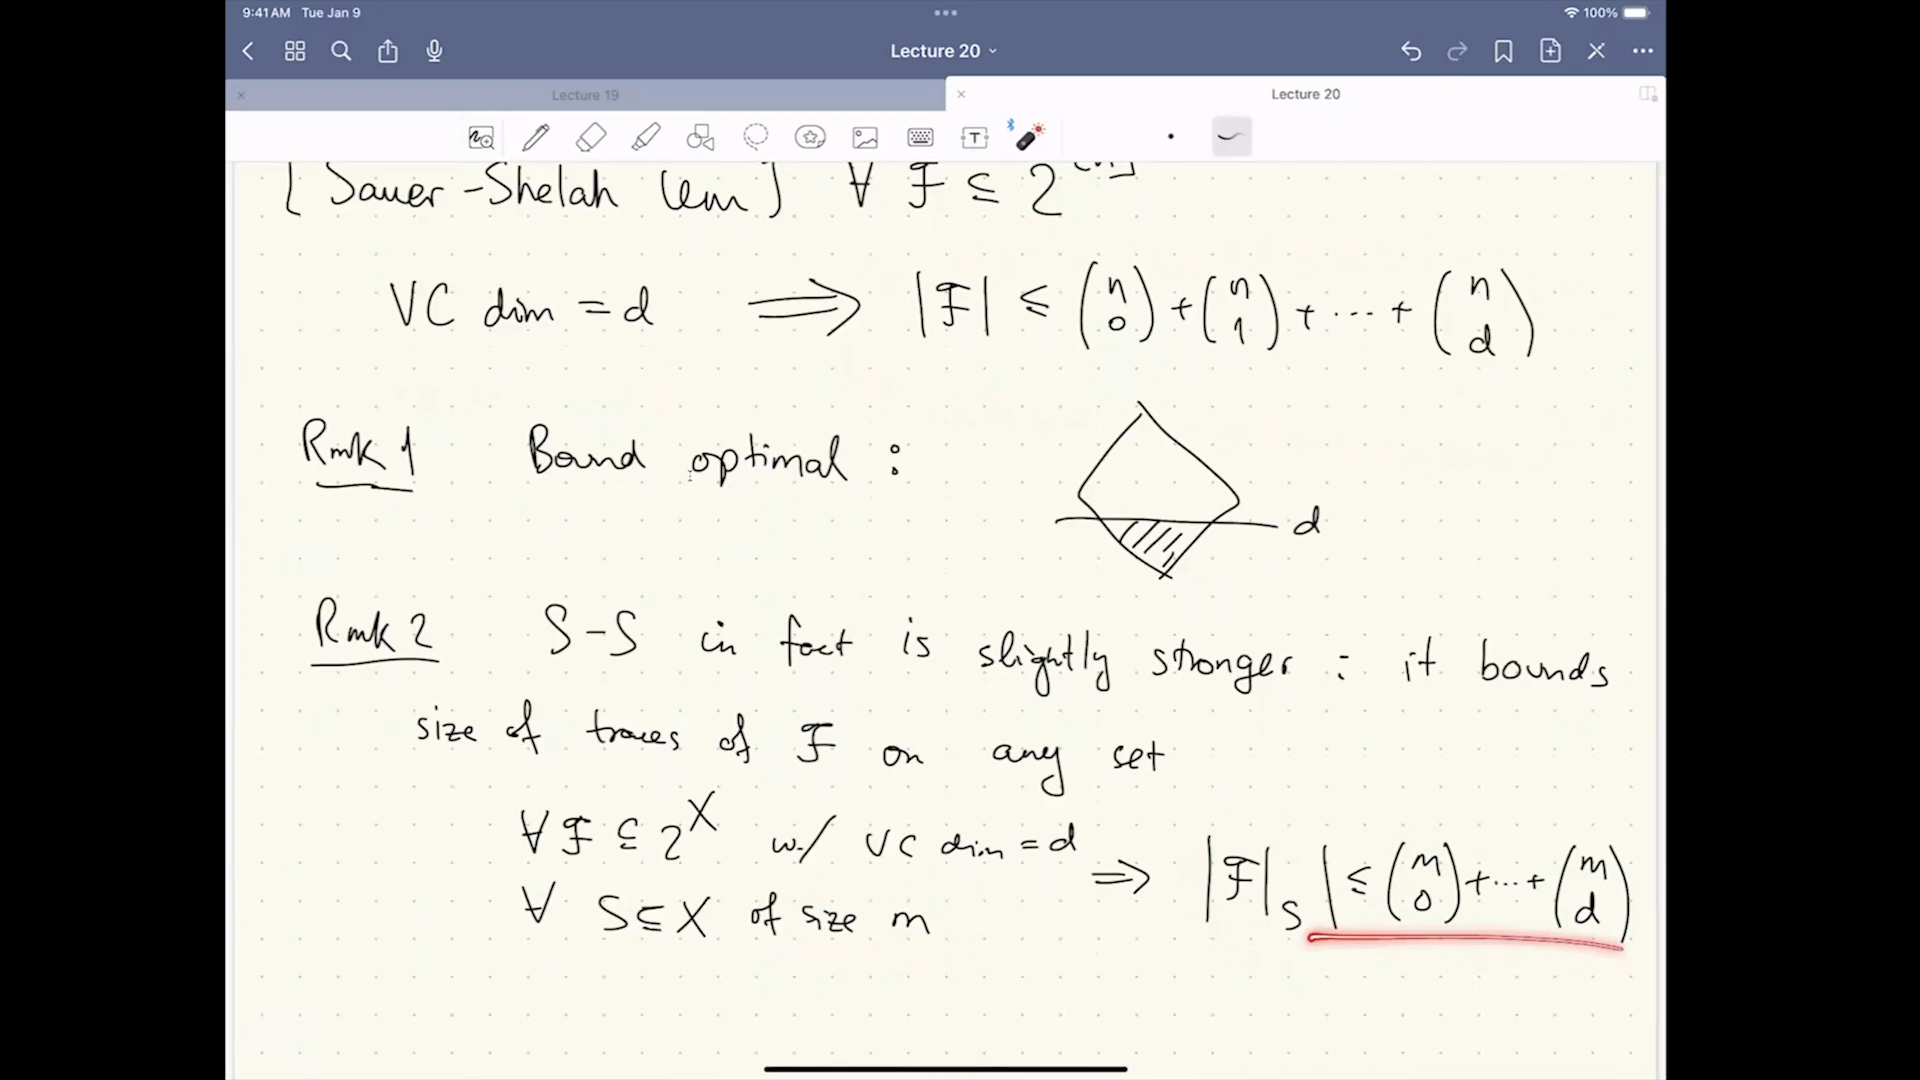 9:41 AM Tue Jan 9
100%
Lecture 20
Lecture 19
Lecture 20
[Sauer-Shelah lem] ∀ ℱ ⊆ 2^[n]
VC dim = d ⟹ |ℱ| ≤ (n 0) + (n 1) + ... + (n d)
Rmk 1 Bound optimal :
d
Rmk 2 S-S in fact is slightly stronger : it bounds
size of traces of ℱ on any set
∀ ℱ ⊆ 2^X w/ VC dim = d
∀ S ⊆ X of size m
⟹ |ℱ|_S| ≤ (m 0) + ... + (m d)